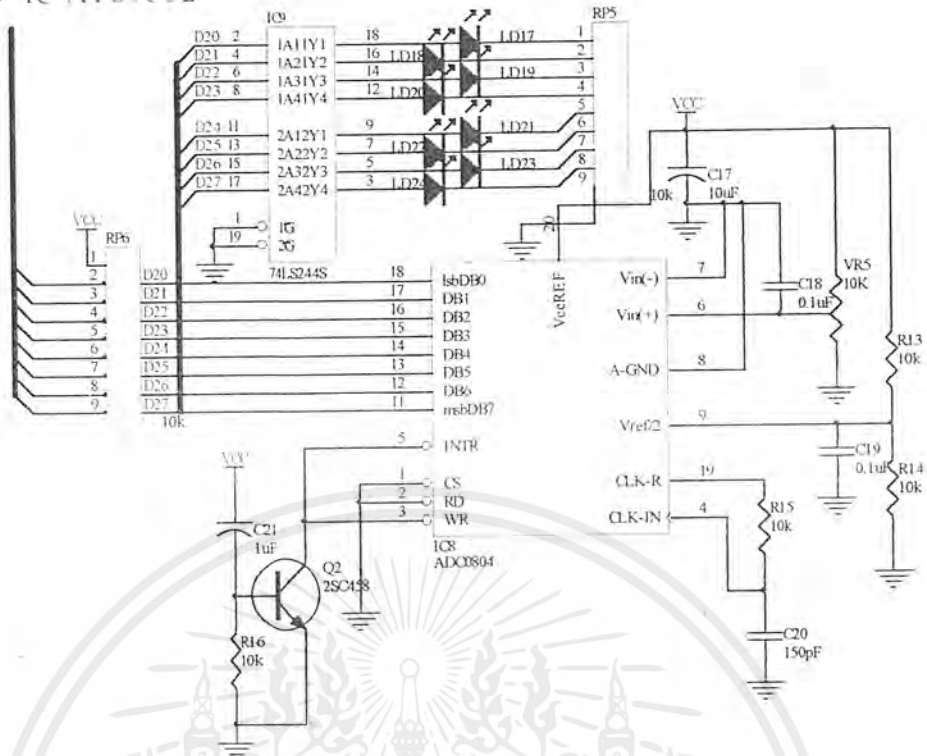 IC9
RP5
D20 2 1A1 1Y1 18 LD17 1
D21 4 1A2 1Y2 16 LD18 2
D22 6 1A3 1Y3 14 LD19 3
D23 8 1A4 1Y4 12 LD20 4
5
D24 11 2A1 2Y1 9 LD21 6
D25 13 2A2 2Y2 7 LD22 7
D26 15 2A3 2Y3 5 LD23 8
D27 17 2A4 2Y4 3 LD24 9
1 1G
19 2G
74LS244S
10k
VCC
C17
10uF
VCC
RP6
1
2 D20 18 lsbDB0
3 D21 17 DB1
4 D22 16 DB2
5 D23 15 DB3
6 D24 14 DB4
7 D25 13 DB5
8 D26 12 DB6
9 D27 11 msbDB7
10k
20
VccREF
Vin(-) 7
Vin(+) 6
A-GND 8
Vref/2 9
CLK-R 19
CLK-IN 4
5 INTR
1 CS
2 RD
3 WR
IC8
ADC0804
C18
0.1uF
VR5
10K
R13
10k
C19
0.1uF
R14
10k
R15
10k
C20
150pF
VCC
C21
1uF
Q2
2SC458
R16
10k